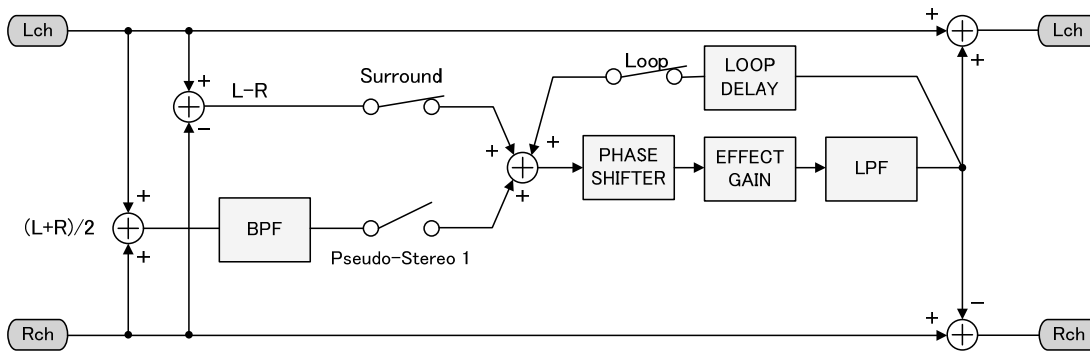 Lch
+
Lch
+
Loop
LOOP
DELAY
Surround
+
L-R
−
+
+
+
PHASE
SHIFTER
EFFECT
GAIN
LPF
+
(L+R)/2
+
BPF
Pseudo-Stereo 1
−
Rch
+
Rch